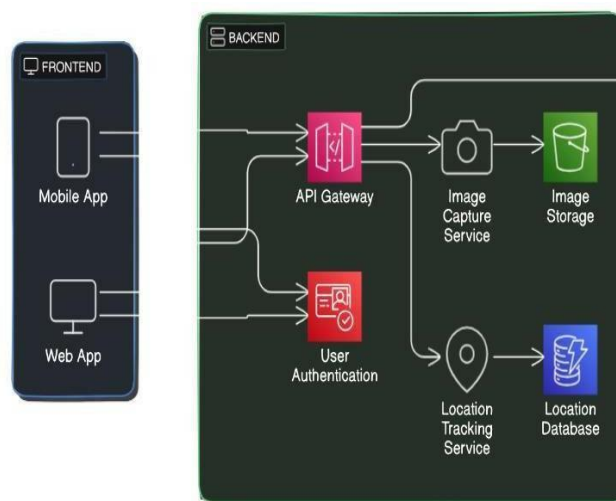 FRONTEND
Mobile App
Web App
BACKEND
API Gateway
Image
Capture
Service
Image
Storage
User
Authentication
Location
Tracking
Service
Location
Database